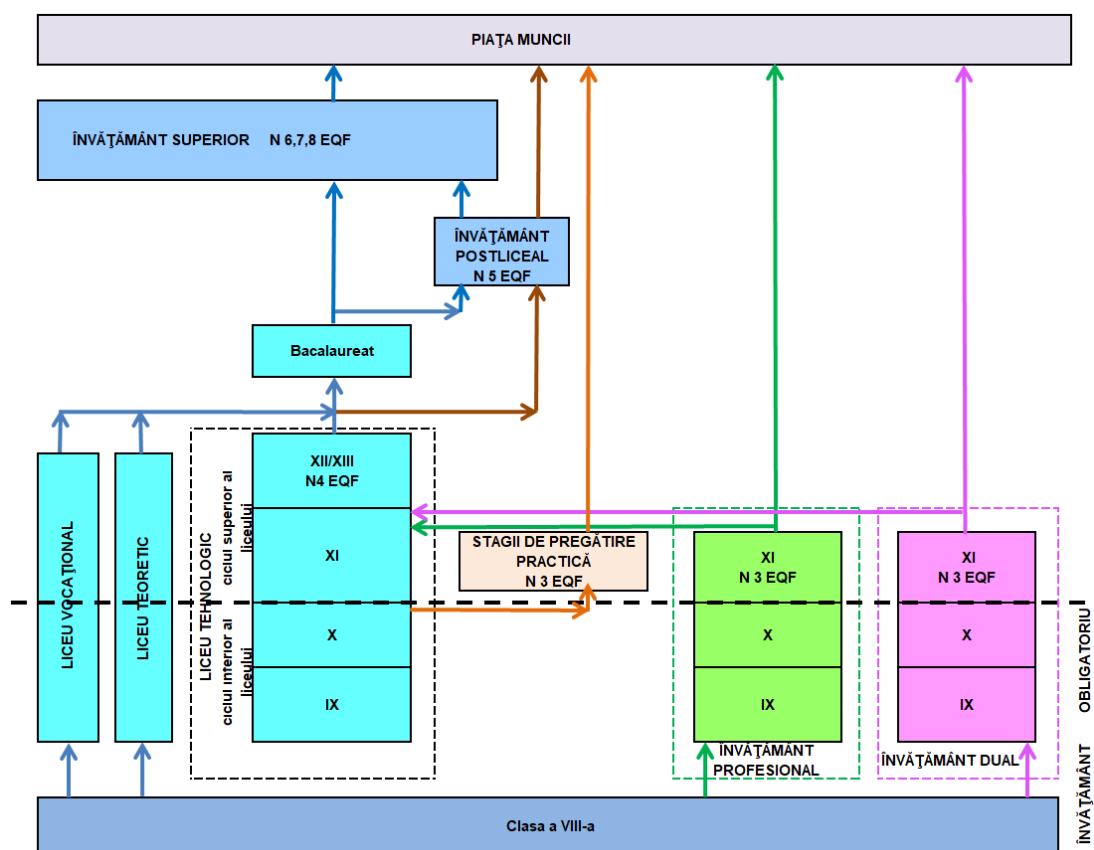 PIAŢA MUNCII
ÎNVĂŢĂMÂNT SUPERIOR N 6,7,8 EQF
ÎNVĂŢĂMÂNT
POSTLICEAL
N 5 EQF
Bacalaureat
LICEU VOCAŢIONAL
LICEU TEORETIC
LICEU TEHNOLOGIC
ciclul superior al
liceului
ciclul inferior al
liceului
XII/XIII
N4 EQF
XI
X
IX
STAGII DE PREGĂTIRE
PRACTICĂ
N 3 EQF
XI
N 3 EQF
X
IX
ÎNVĂŢĂMÂNT
PROFESIONAL
XI
N 3 EQF
X
IX
ÎNVĂŢĂMÂNT DUAL
ÎNVĂŢĂMÂNT OBLIGATORIU
Clasa a VIII-a